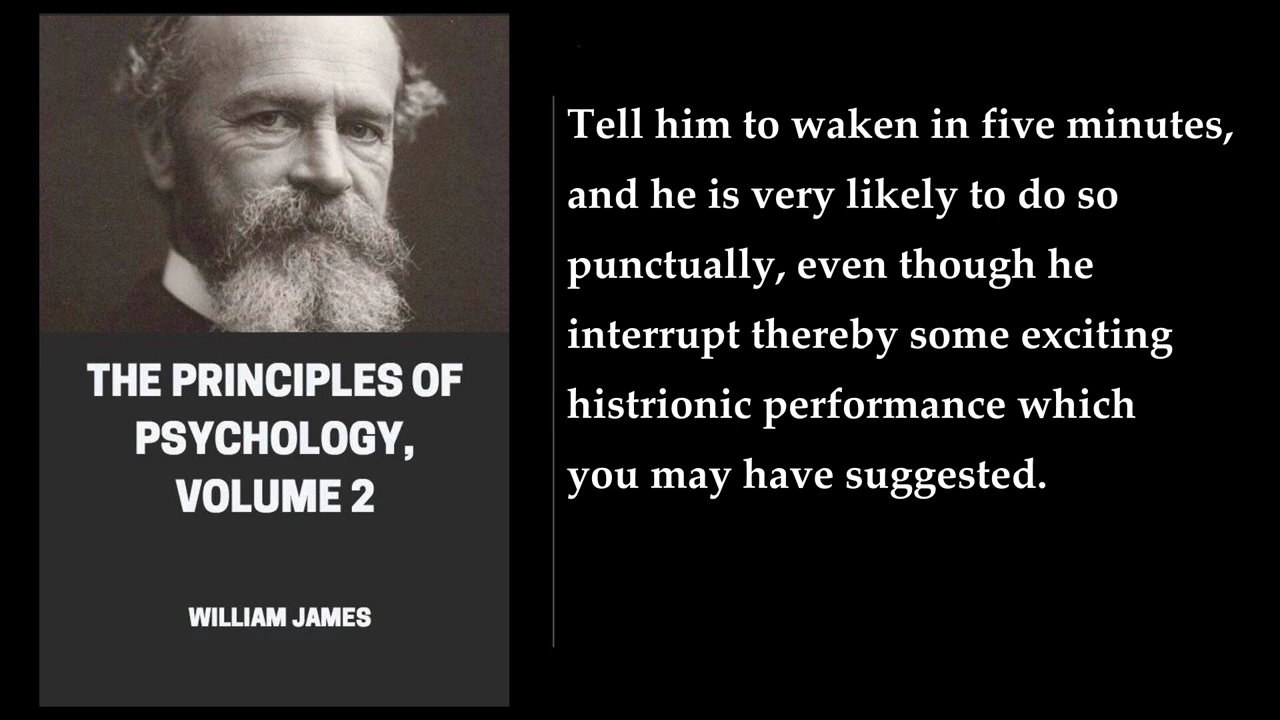 THE PRINCIPLES OF
PSYCHOLOGY,
VOLUME 2
WILLIAM JAMES
Tell him to waken in five minutes,
and he is very likely to do so
punctually, even though he
interrupt thereby some exciting
histrionic performance which
you may have suggested.